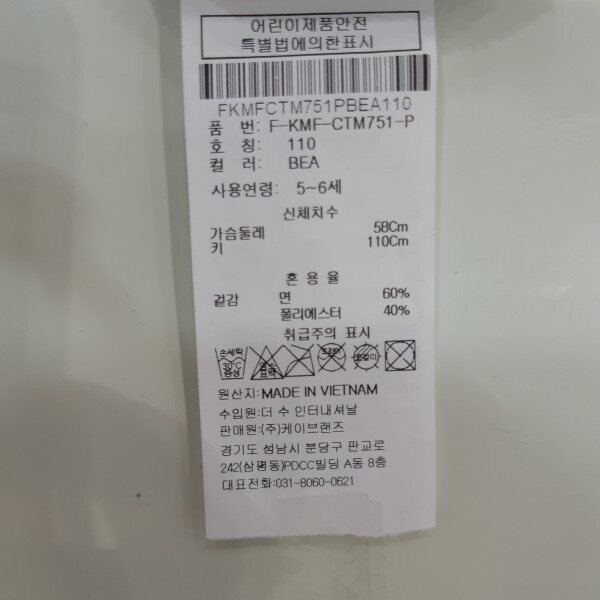 어린이제품안전
특별법에의한표시
FKMFCTM751PBEA110
품 번: F-KMF-CTM751-P
호 칭: 110
컬 러: BEA
사용연령: 5~6세
신체치수
가슴둘레 58Cm
키 110Cm
혼 용 율
겉감 면 60%
폴리에스터 40%
취급주의 표시
손세탁
30℃
중성
원산지:MADE IN VIETNAM
수입원:더 수 인터내셔날
판매원:(주)케이브랜즈
경기도 성남시 분당구 판교로
242(삼평동)PDCC빌딩 A동 8층
대표전화:031-8060-0621